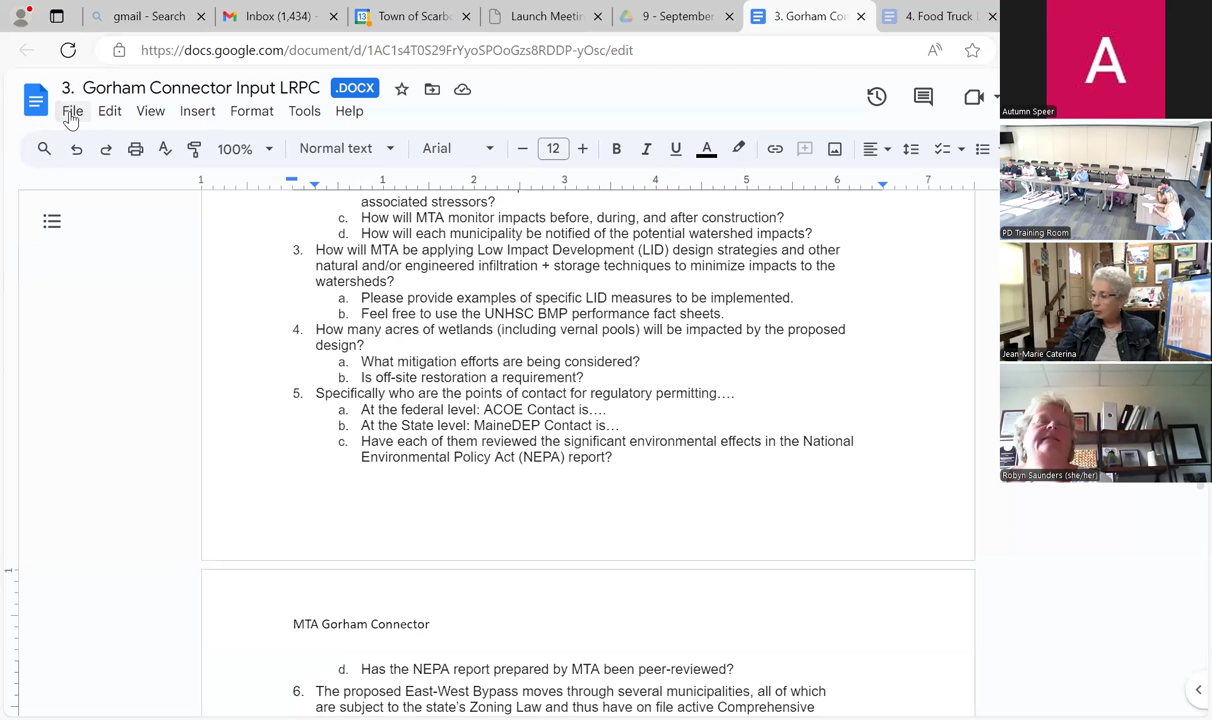 gmail - Search
Inbox (1,434) -
Town of Scarb
Launch Meetin
9 - September
3. Gorham Con
4. Food Truck
https://docs.google.com/document/d/1AC1s4T0S29FrYyoSPOoGzs8RDDP-yOsc/edit
3. Gorham Connector Input LRPC
.DOCX
File Edit View Insert Format Tools Help
100% Normal text Arial 12 B I U A
1 1 2 3 4 5 6 7
associated stressors?
c. How will MTA monitor impacts before, during, and after construction?
d. How will each municipality be notified of the potential watershed impacts?
3. How will MTA be applying Low Impact Development (LID) design strategies and other
natural and/or engineered infiltration + storage techniques to minimize impacts to the
watersheds?
a. Please provide examples of specific LID measures to be implemented.
b. Feel free to use the UNHSC BMP performance fact sheets.
4. How many acres of wetlands (including vernal pools) will be impacted by the proposed
design?
a. What mitigation efforts are being considered?
b. Is off-site restoration a requirement?
5. Specifically who are the points of contact for regulatory permitting….
a. At the federal level: ACOE Contact is….
b. At the State level: MaineDEP Contact is…
c. Have each of them reviewed the significant environmental effects in the National
Environmental Policy Act (NEPA) report?
1
MTA Gorham Connector
d. Has the NEPA report prepared by MTA been peer-reviewed?
6. The proposed East-West Bypass moves through several municipalities, all of which
are subject to the state's Zoning Law and thus have on file active Comprehensive
A
Autumn Speer
PD Training Room
Jean-Marie Caterina
Robyn Saunders (she/her)